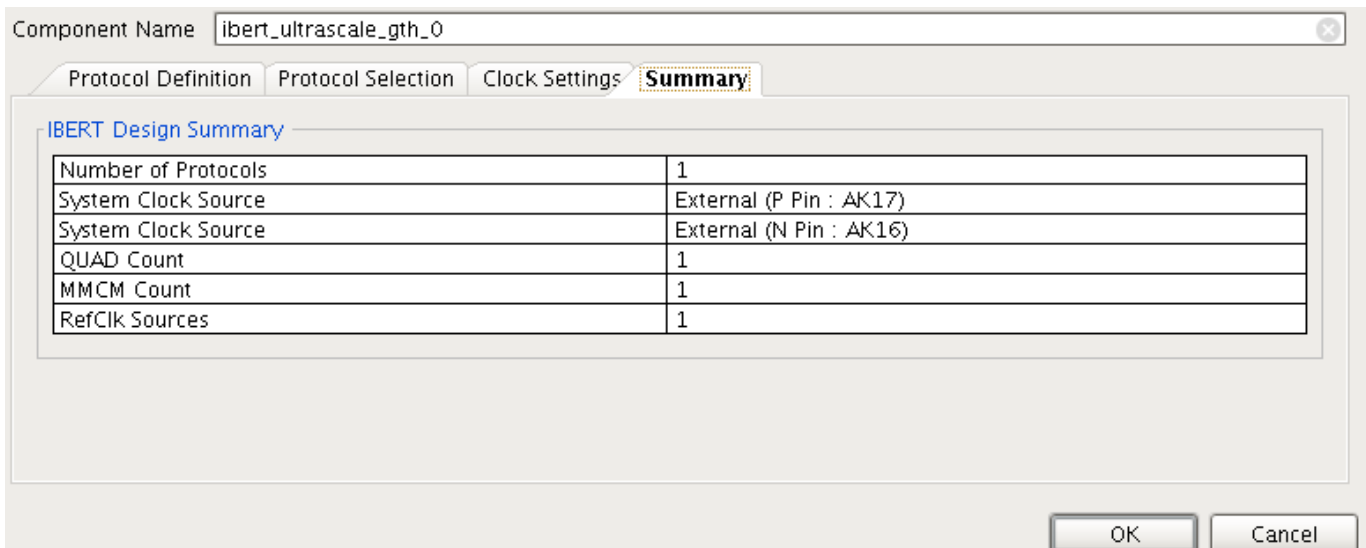 Component Name ibert_ultrascale_gth_0
Protocol Definition Protocol Selection Clock Settings Summary
IBERT Design Summary
Number of Protocols 1
System Clock Source External (P Pin : AK17)
System Clock Source External (N Pin : AK16)
QUAD Count 1
MMCM Count 1
RefClk Sources 1
OK Cancel